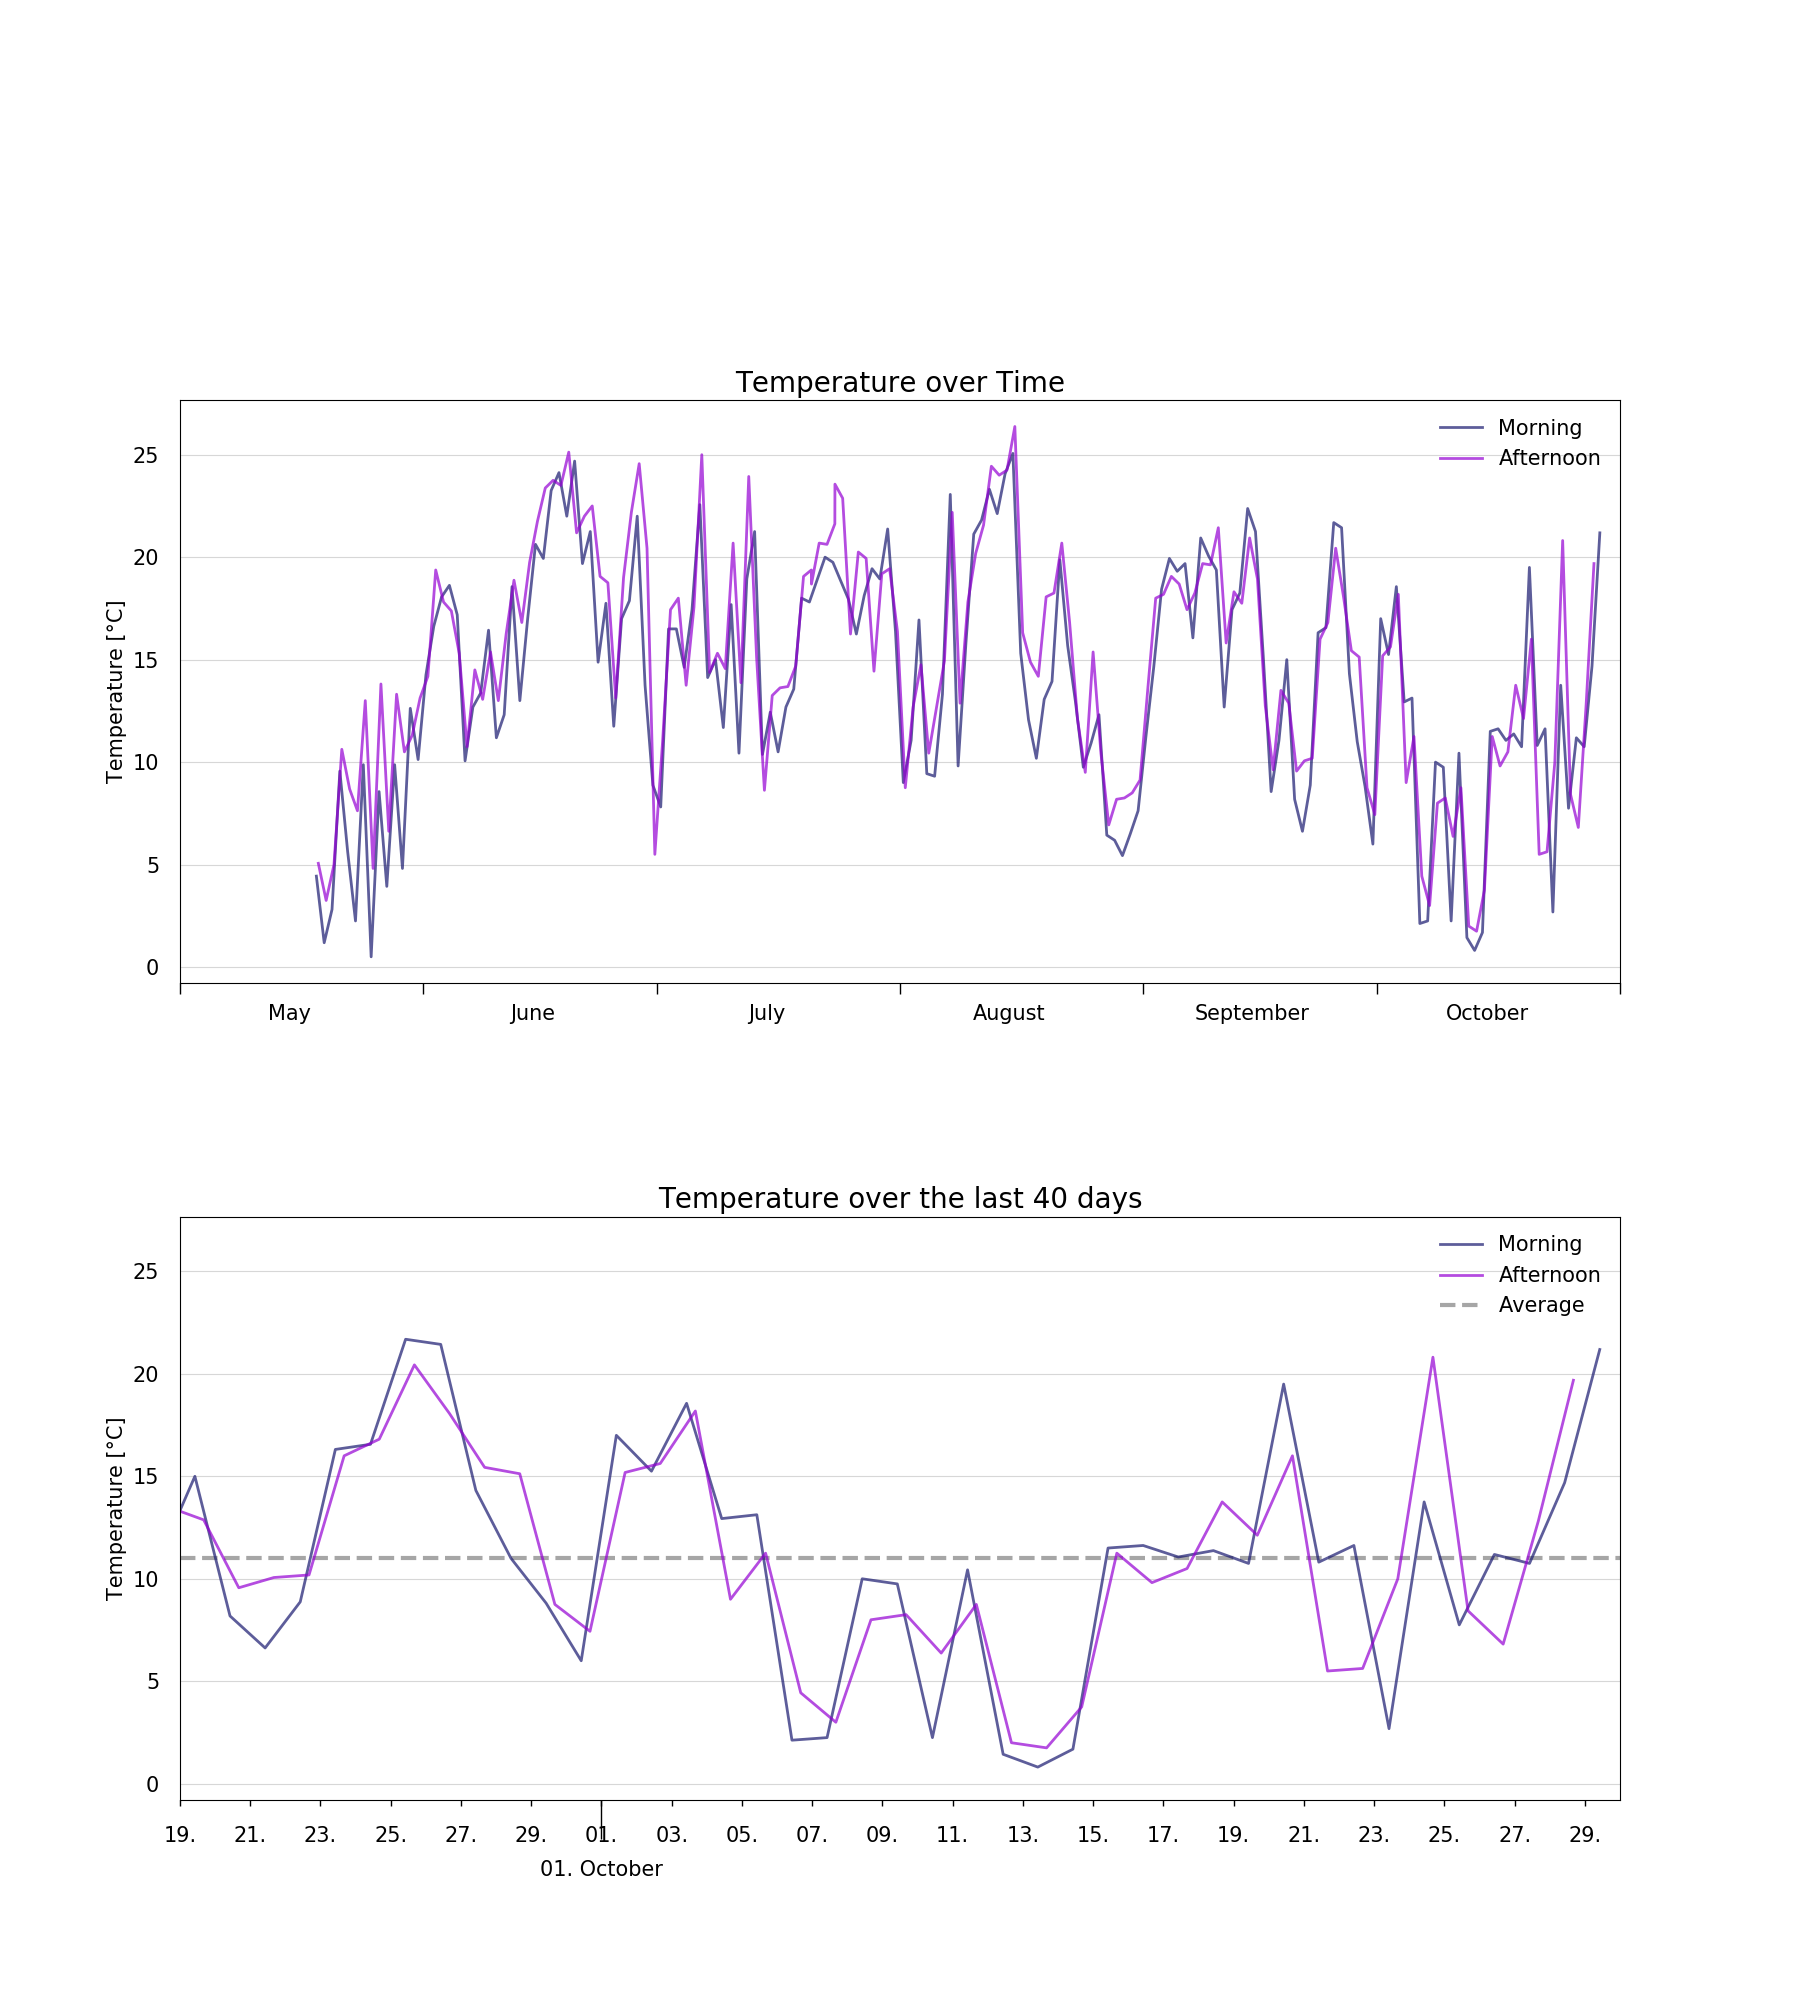 Temperature over Time
Morning
Afternoon
Temperature [°C]
25
20
15
10
5
0
May June July August September October
Temperature over the last 40 days
Morning
Afternoon
Average
Temperature [°C]
25
20
15
10
5
0
19. 21. 23. 25. 27. 29. 01. 03. 05. 07. 09. 11. 13. 15. 17. 19. 21. 23. 25. 27. 29.
01. October